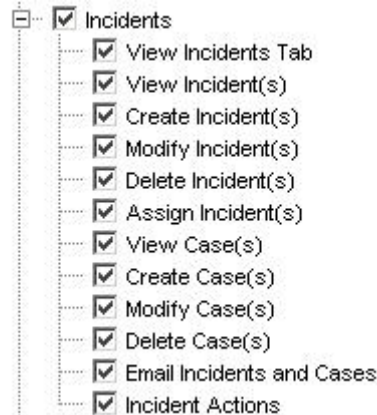 Incidents
View Incidents Tab
View Incident(s)
Create Incident(s)
Modify Incident(s)
Delete Incident(s)
Assign Incident(s)
View Case(s)
Create Case(s)
Modify Case(s)
Delete Case(s)
Email Incidents and Cases
Incident Actions